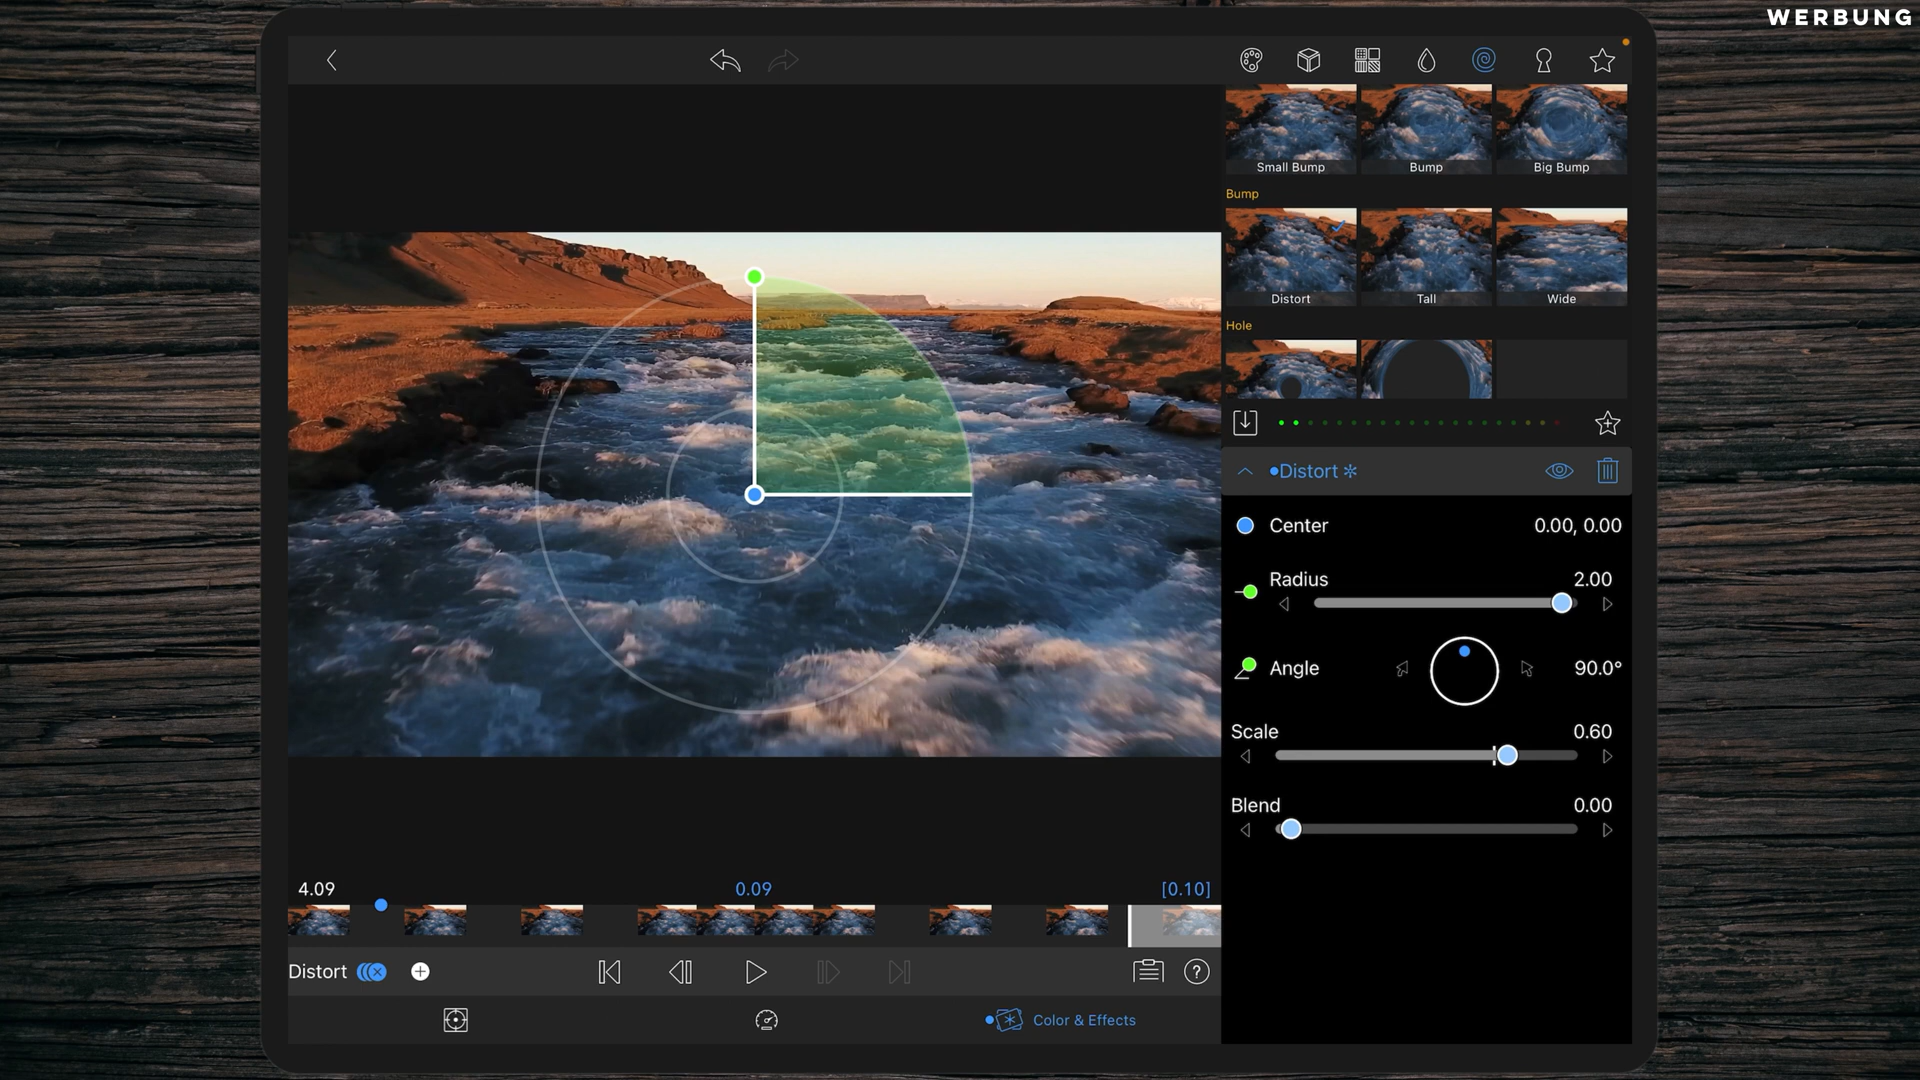 WERBUNG
Small Bump
Bump
Big Bump
Bump
Distort
Tall
Wide
Hole
Distort
Center
0.00, 0.00
Radius
2.00
Angle
90.0°
Scale
0.60
Blend
0.00
4.09
0.09
[0.10]
Distort
?
Color & Effects